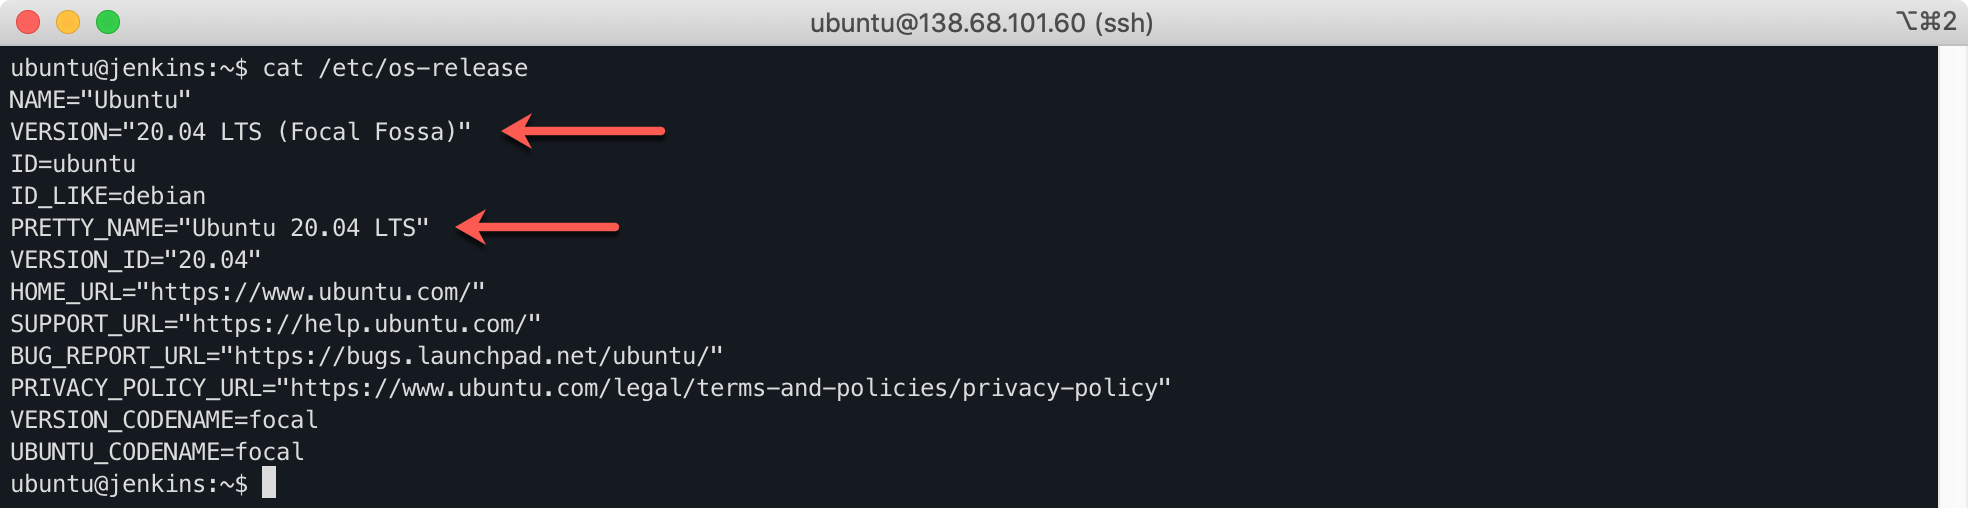 ubuntu@138.68.101.60 (ssh)
⌥⌘2
ubuntu@jenkins:~$ cat /etc/os-release
NAME="Ubuntu"
VERSION="20.04 LTS (Focal Fossa)"
ID=ubuntu
ID_LIKE=debian
PRETTY_NAME="Ubuntu 20.04 LTS"
VERSION_ID="20.04"
HOME_URL="https://www.ubuntu.com/"
SUPPORT_URL="https://help.ubuntu.com/"
BUG_REPORT_URL="https://bugs.launchpad.net/ubuntu/"
PRIVACY_POLICY_URL="https://www.ubuntu.com/legal/terms-and-policies/privacy-policy"
VERSION_CODENAME=focal
UBUNTU_CODENAME=focal
ubuntu@jenkins:~$